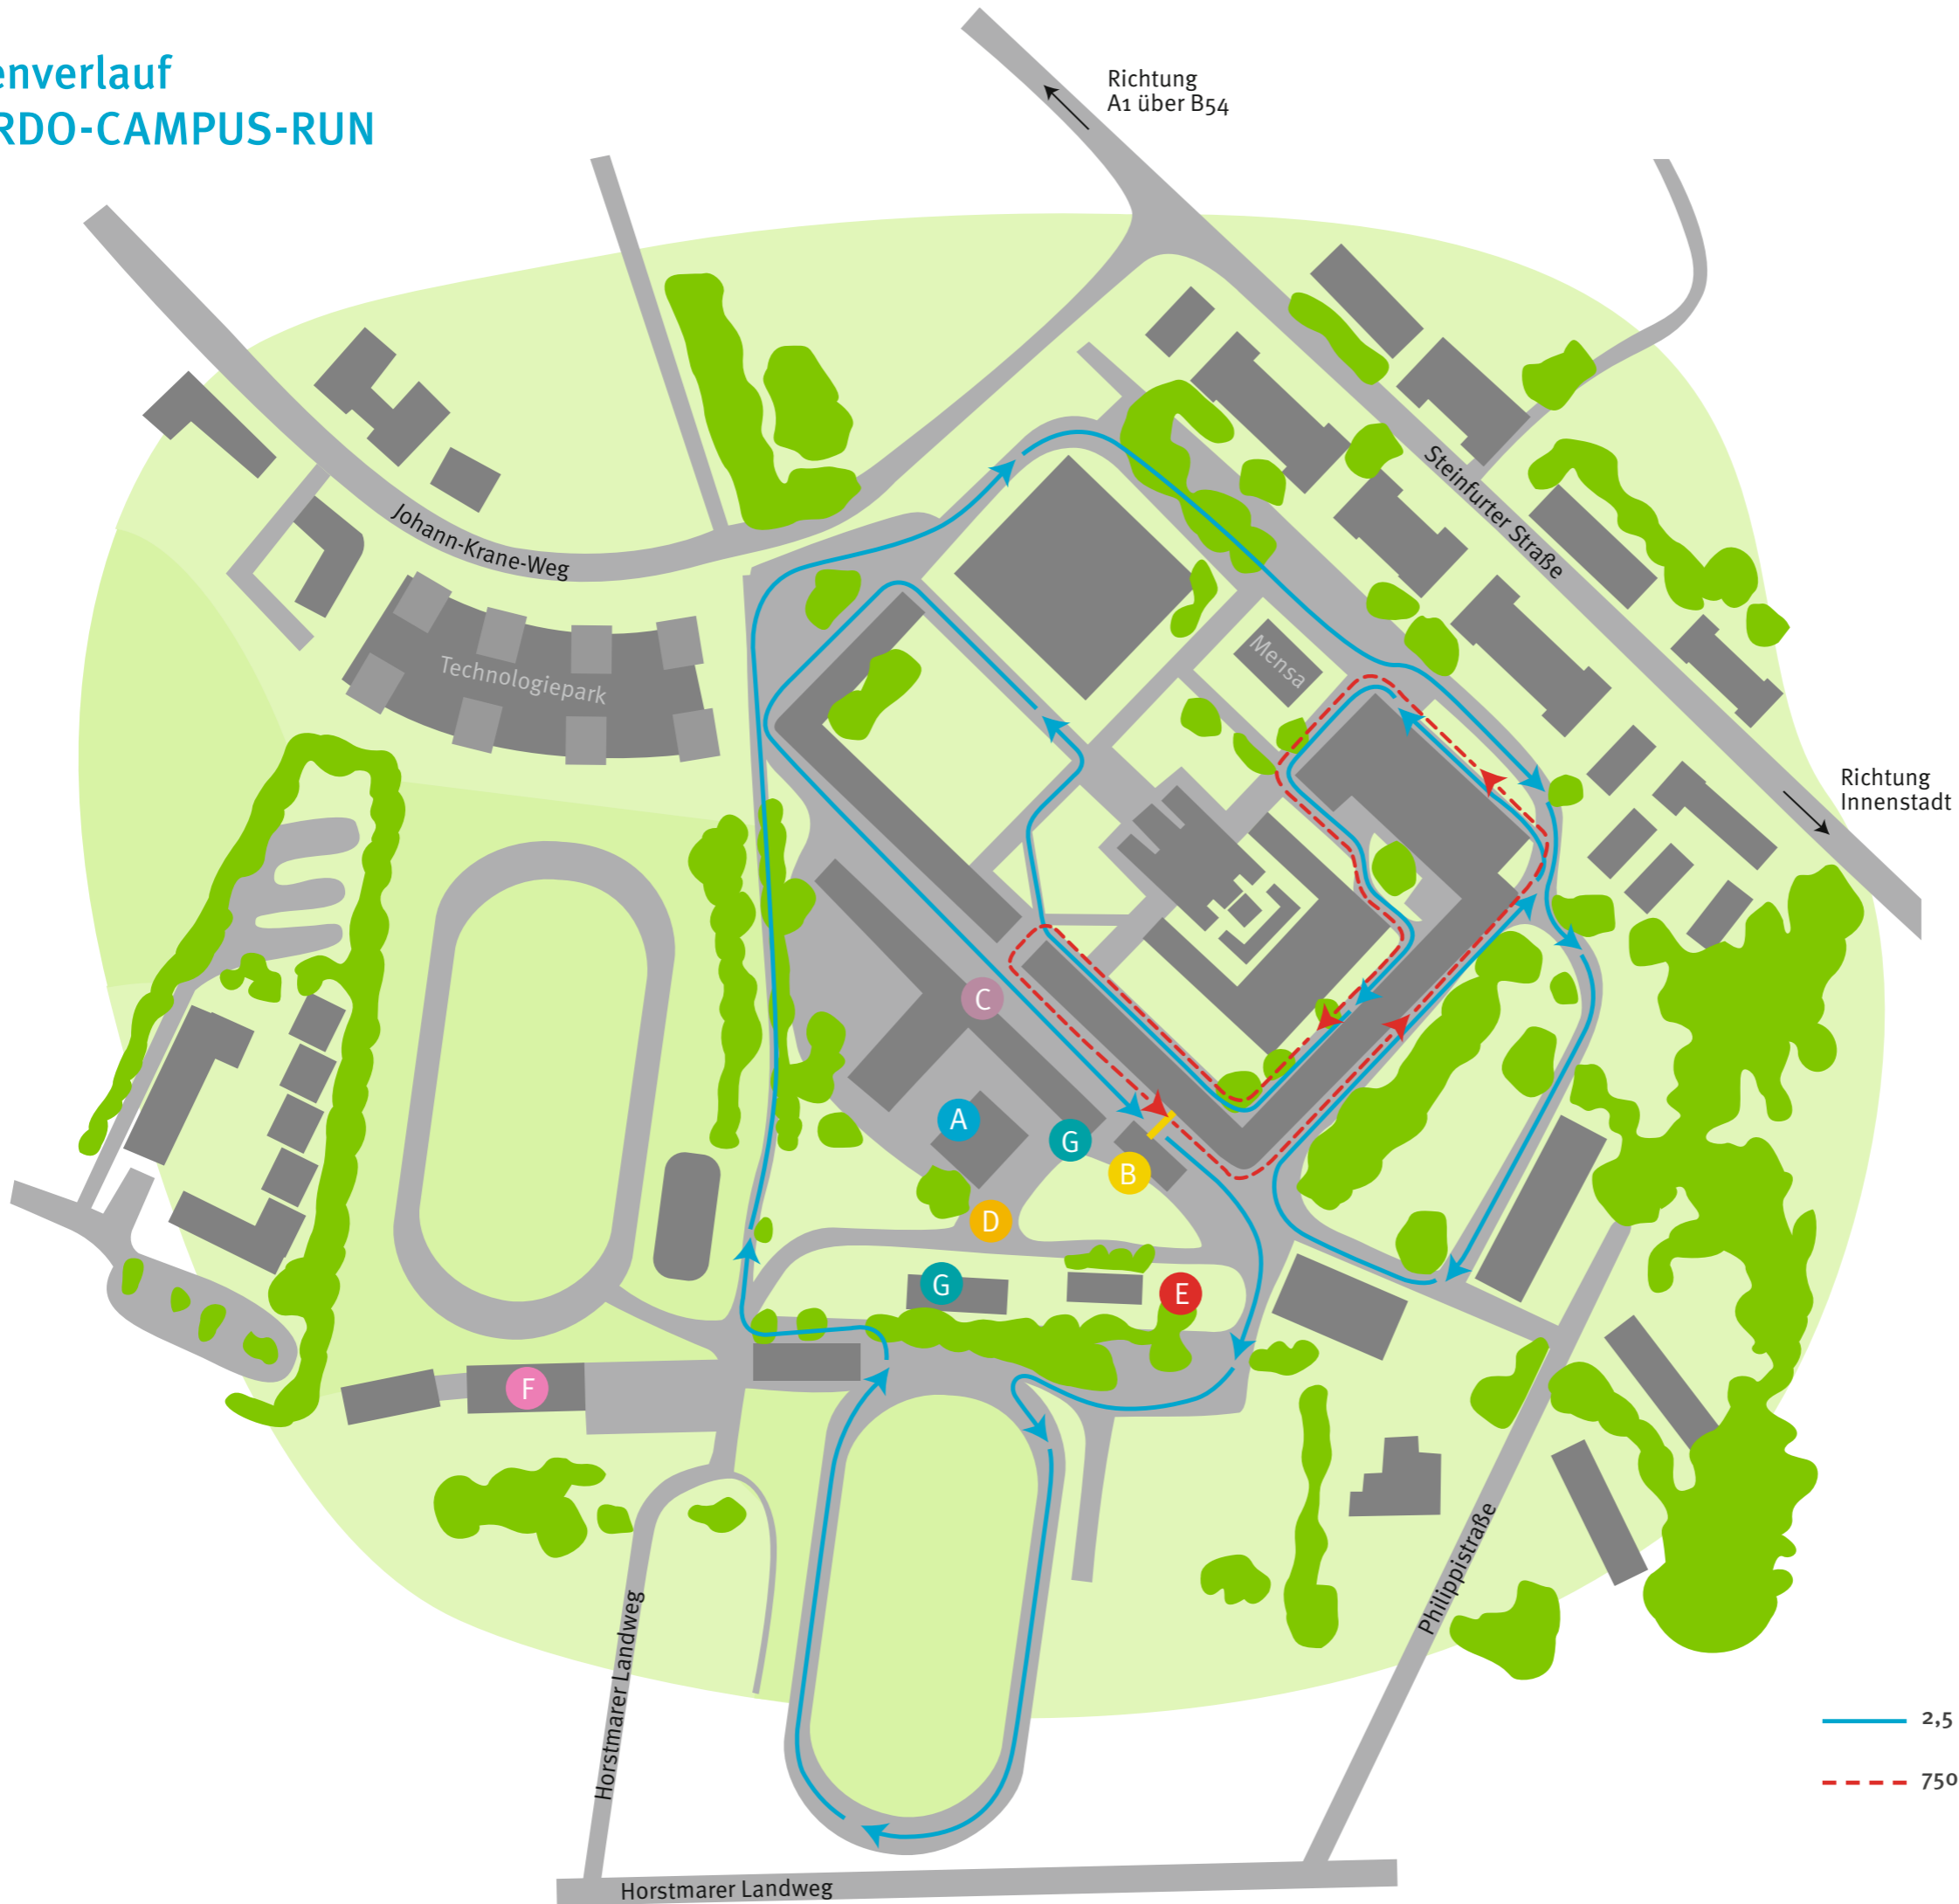 enverlauf
RDO-CAMPUS-RUN
Richtung
A1 über B54
Johann-Krane-Weg
Steinfurter Straße
Technologiepark
Mensa
Richtung
Innenstadt
C
A
G
B
D
G
E
F
Philippistraße
Horstmarer Landweg
2,5
750
Horstmarer Landweg